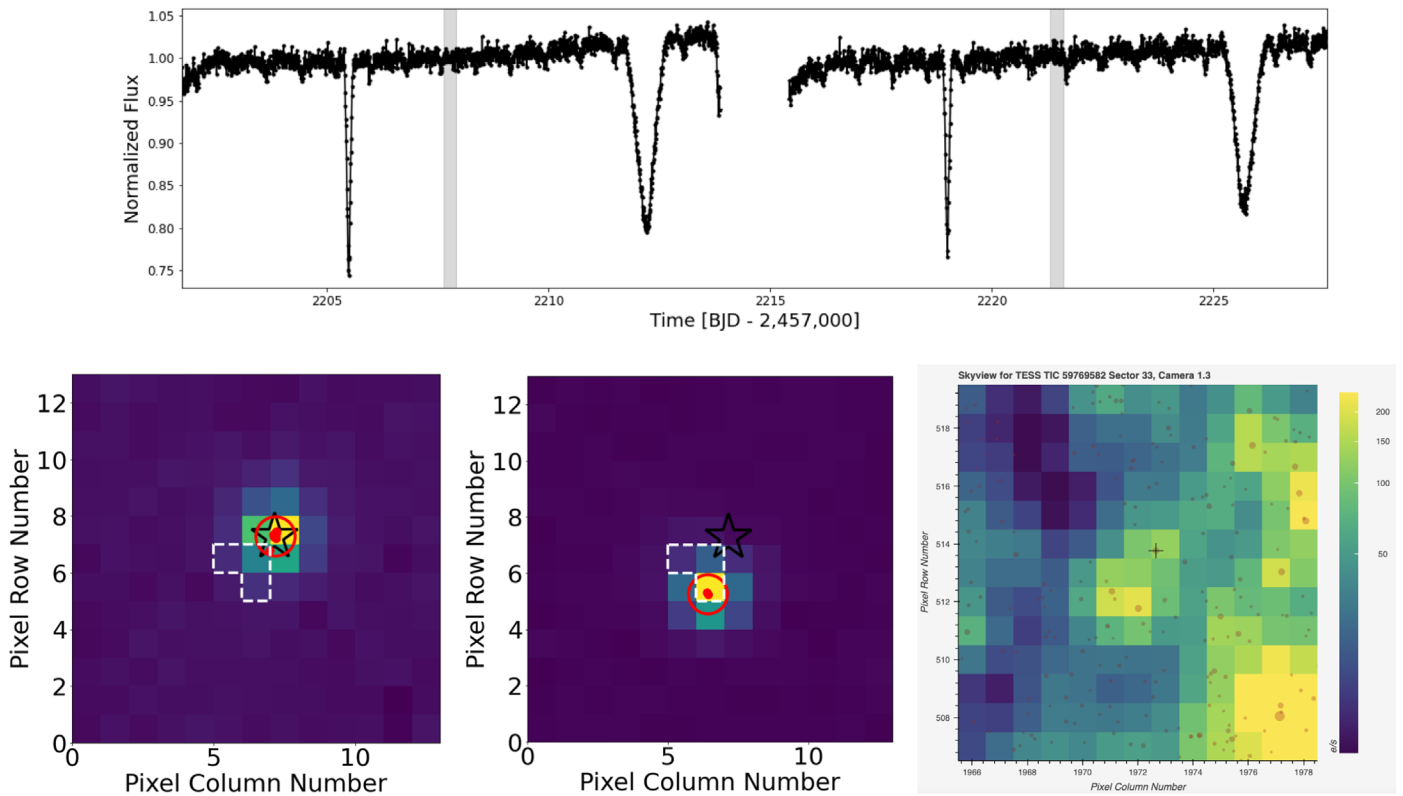 1.05
1.00
0.95
0.90
0.85
0.80
0.75
Normalized Flux
2205 2210 2215 2220 2225
Time [BJD - 2,457,000]
12
10
8
6
4
2
0
Pixel Row Number
0 5 10
Pixel Column Number
12
10
8
6
4
2
0
Pixel Row Number
0 5 10
Pixel Column Number
Skyview for TESS TIC 59769582 Sector 33, Camera 1.3
518
516
514
512
510
508
Pixel Row Number
1966 1968 1970 1972 1974 1976 1978
Pixel Column Number
200
150
100
50
e/s